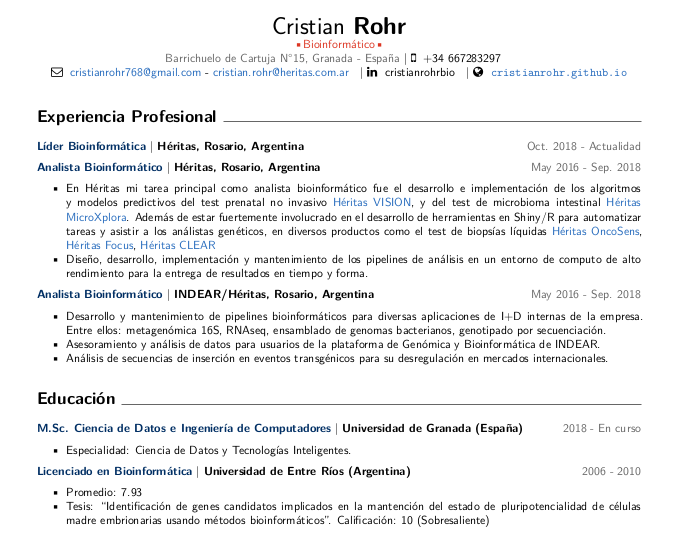 Cristian Rohr
▪ Bioinformático ▪
Barrichuelo de Cartuja N°15, Granada - España | +34 667283297
cristianrohr768@gmail.com - cristian.rohr@heritas.com.ar | in cristianrohrbio | cristianrohr.github.io
Experiencia Profesional
Líder Bioinformática | Héritas, Rosario, Argentina Oct. 2018 - Actualidad
Analista Bioinformático | Héritas, Rosario, Argentina May 2016 - Sep. 2018
▪ En Héritas mi tarea principal como analista bioinformático fue el desarrollo e implementación de los algoritmos
y modelos predictivos del test prenatal no invasivo Héritas VISION, y del test de microbioma intestinal Héritas
MicroXplora. Además de estar fuertemente involucrado en el desarrollo de herramientas en Shiny/R para automatizar
tareas y asistir a los análistas genéticos, en diversos productos como el test de biopsías líquidas Héritas OncoSens,
Héritas Focus, Héritas CLEAR
▪ Diseño, desarrollo, implementación y mantenimiento de los pipelines de análisis en un entorno de computo de alto
rendimiento para la entrega de resultados en tiempo y forma.
Analista Bioinformático | INDEAR/Héritas, Rosario, Argentina May 2016 - Sep. 2018
▪ Desarrollo y mantenimiento de pipelines bioinformáticos para diversas aplicaciones de I+D internas de la empresa.
Entre ellos: metagenómica 16S, RNAseq, ensamblado de genomas bacterianos, genotipado por secuenciación.
▪ Asesoramiento y análisis de datos para usuarios de la plataforma de Genómica y Bioinformática de INDEAR.
▪ Análisis de secuencias de inserción en eventos transgénicos para su desregulación en mercados internacionales.
Educación
M.Sc. Ciencia de Datos e Ingeniería de Computadores | Universidad de Granada (España) 2018 - En curso
▪ Especialidad: Ciencia de Datos y Tecnologías Inteligentes.
Licenciado en Bioinformática | Universidad de Entre Ríos (Argentina) 2006 - 2010
▪ Promedio: 7.93
▪ Tesis: “Identificación de genes candidatos implicados en la mantención del estado de pluripotencialidad de células
madre embrionarias usando métodos bioinformáticos”. Calificación: 10 (Sobresaliente)